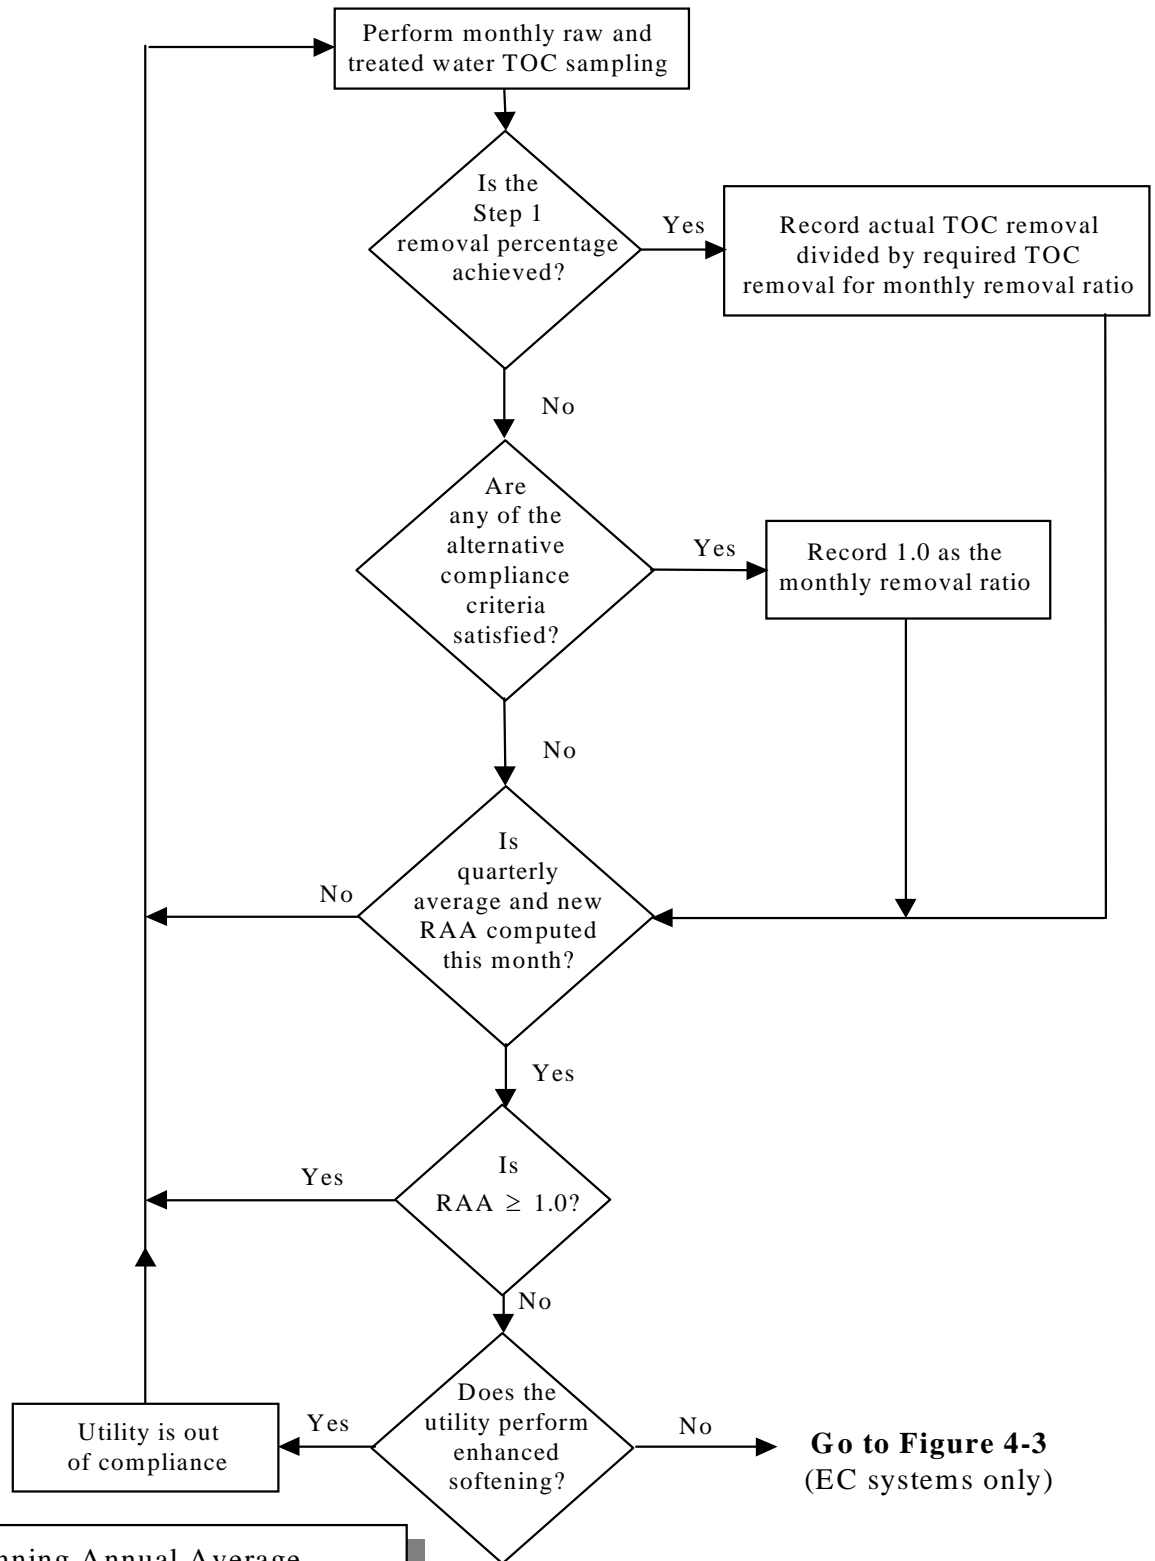 Perform monthly raw and
treated water TOC sampling
Is the
Step 1
removal percentage
achieved?
Yes
Record actual TOC removal
divided by required TOC
removal for monthly removal ratio
No
Are
any of the
alternative
compliance
criteria
satisfied?
Yes
Record 1.0 as the
monthly removal ratio
No
Is
quarterly
average and new
RAA computed
this month?
No
Yes
Is
RAA ≥ 1.0?
Yes
No
Does the
utility perform
enhanced
softening?
Yes
Utility is out
of compliance
No
Go to Figure 4-3
(EC systems only)
Annual Average